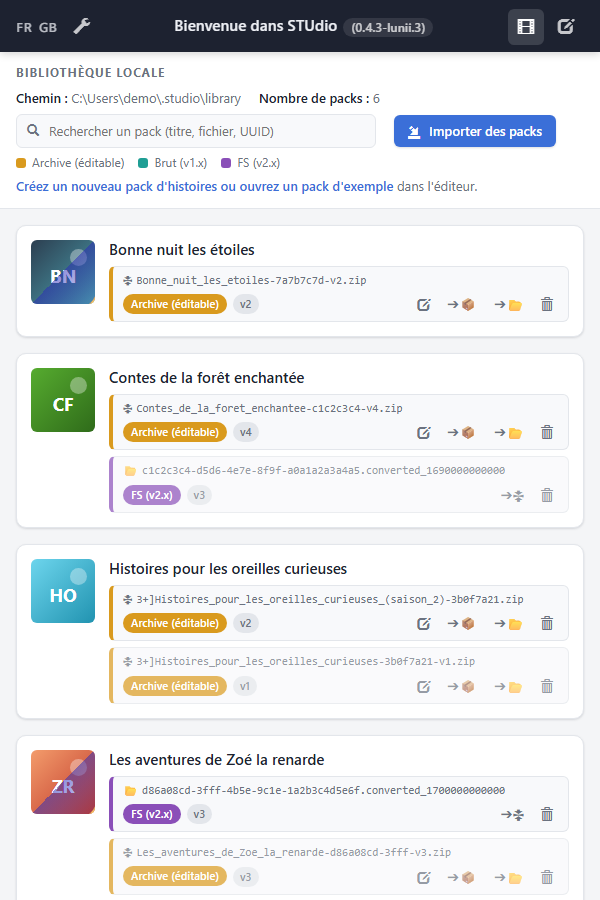 FR GB Bienvenue dans STUdio (0.4.3-lunii.3)
BIBLIOTHÈQUE LOCALE
Chemin : C:\Users\demo\.studio\library Nombre de packs : 6
Rechercher un pack (titre, fichier, UUID) Importer des packs
Archive (éditable) Brut (v1.x) FS (v2.x)
Créez un nouveau pack d'histoires ou ouvrez un pack d'exemple dans l'éditeur.
BN
Bonne nuit les étoiles
Bonne_nuit_les_etoiles-7a7b7c7d-v2.zip
Archive (éditable) v2
CF
Contes de la forêt enchantée
Contes_de_la_foret_enchantee-c1c2c3c4-v4.zip
Archive (éditable) v4
c1c2c3c4-d5d6-4e7e-8f9f-a0a1a2a3a4a5.converted_1690000000000
FS (v2.x) v3
HO
Histoires pour les oreilles curieuses
3+]Histoires_pour_les_oreilles_curieuses_(saison_2)-3b0f7a21.zip
Archive (éditable) v2
3+]Histoires_pour_les_oreilles_curieuses-3b0f7a21-v1.zip
Archive (éditable) v1
ZR
Les aventures de Zoé la renarde
d86a08cd-3fff-4b5e-9c1e-1a2b3c4d5e6f.converted_1700000000000
FS (v2.x) v3
Les_aventures_de_Zoe_la_renarde-d86a08cd-3fff-v3.zip
Archive (éditable) v3